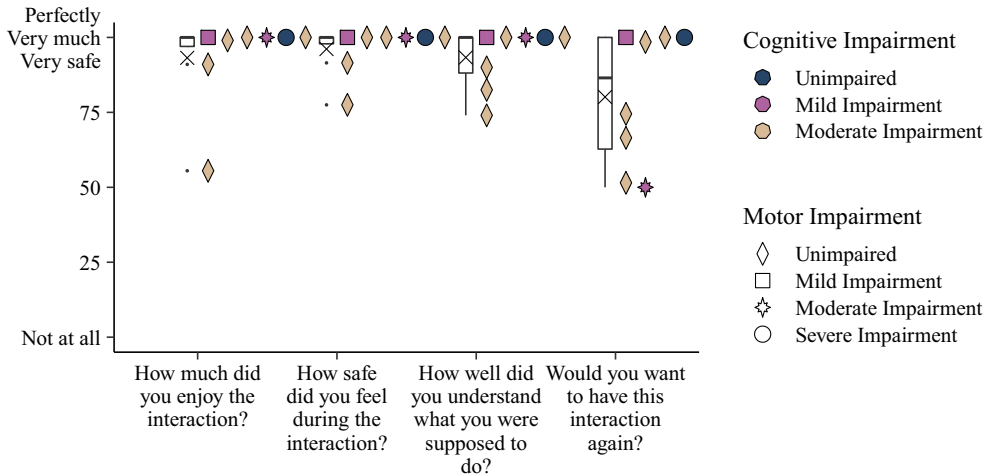 Perfectly
Very much
Very safe
75
50
25
Not at all
How much did
you enjoy the
interaction?
How safe
did you feel
during the
interaction?
How well did
you understand
what you were
supposed to
do?
Would you want
to have this
interaction
again?
Cognitive Impairment
Unimpaired
Mild Impairment
Moderate Impairment
Motor Impairment
Unimpaired
Mild Impairment
Moderate Impairment
Severe Impairment